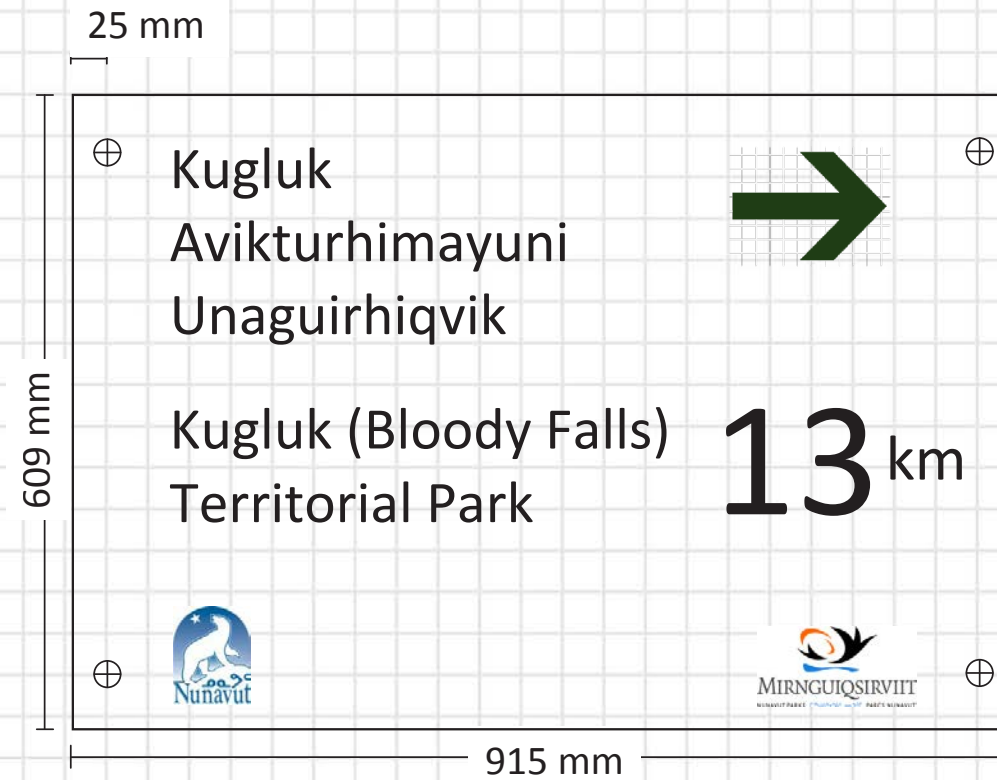 25 mm
Kugluk
Avikturhimayuni
Unaguirhiqvik
Kugluk (Bloody Falls)
Territorial Park
13 km
609 mm
Nunavut
MIRNGUIQSIRVIIT
915 mm